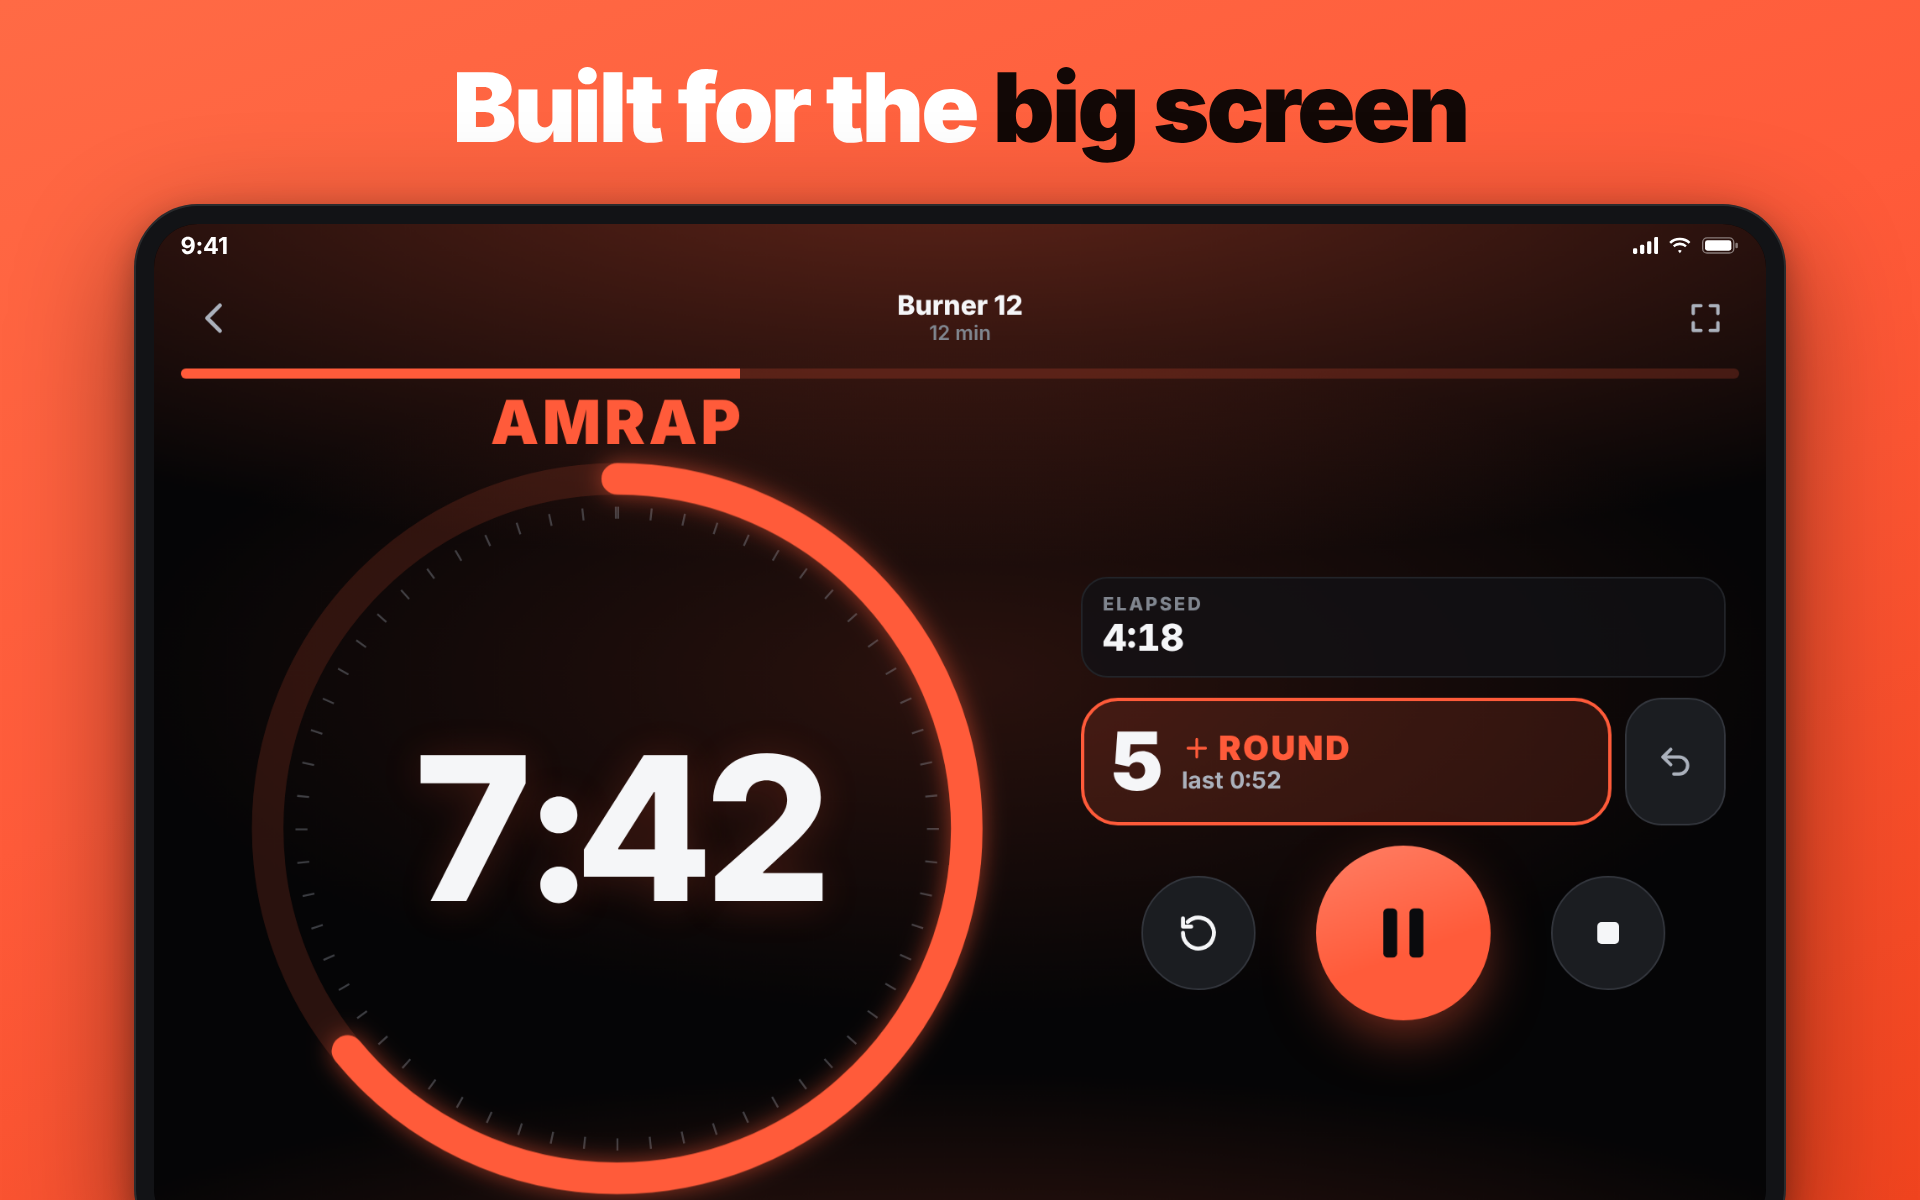 Built for the big screen
9:41
Burner 12
12 min
AMRAP
7:42
ELAPSED
4:18
5 + ROUND
last 0:52